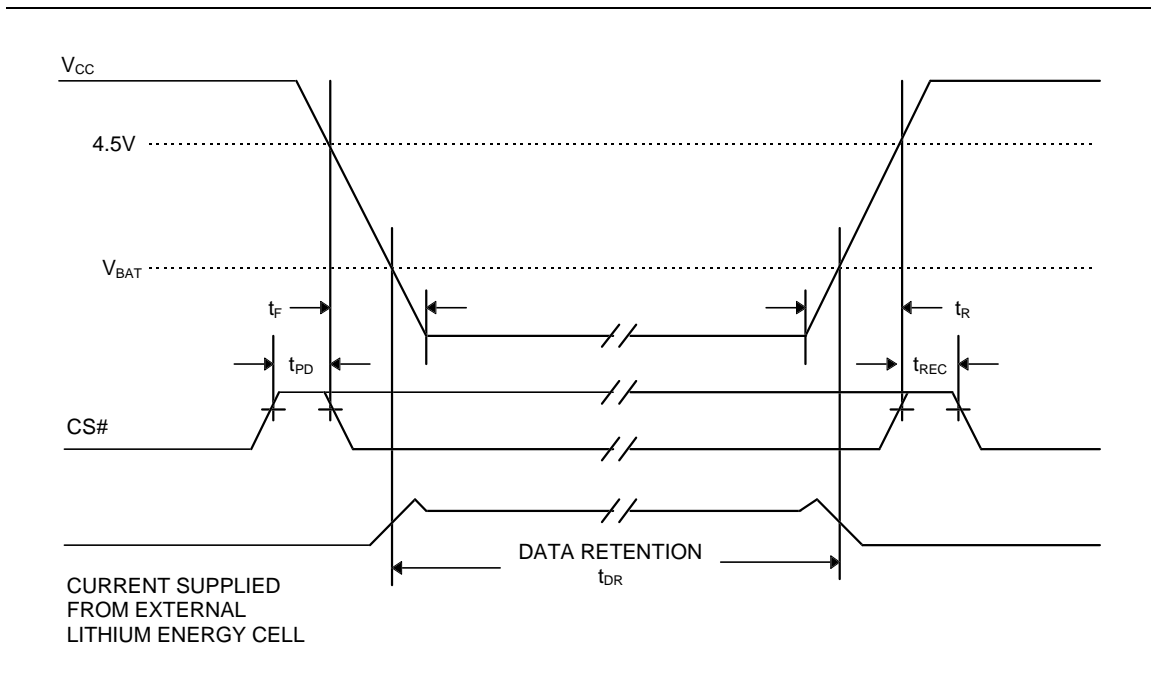 VCC
4.5V
VBAT
tF
tR
tPD
tREC
CS#
DATA RETENTION
tDR
CURRENT SUPPLIED
FROM EXTERNAL
LITHIUM ENERGY CELL